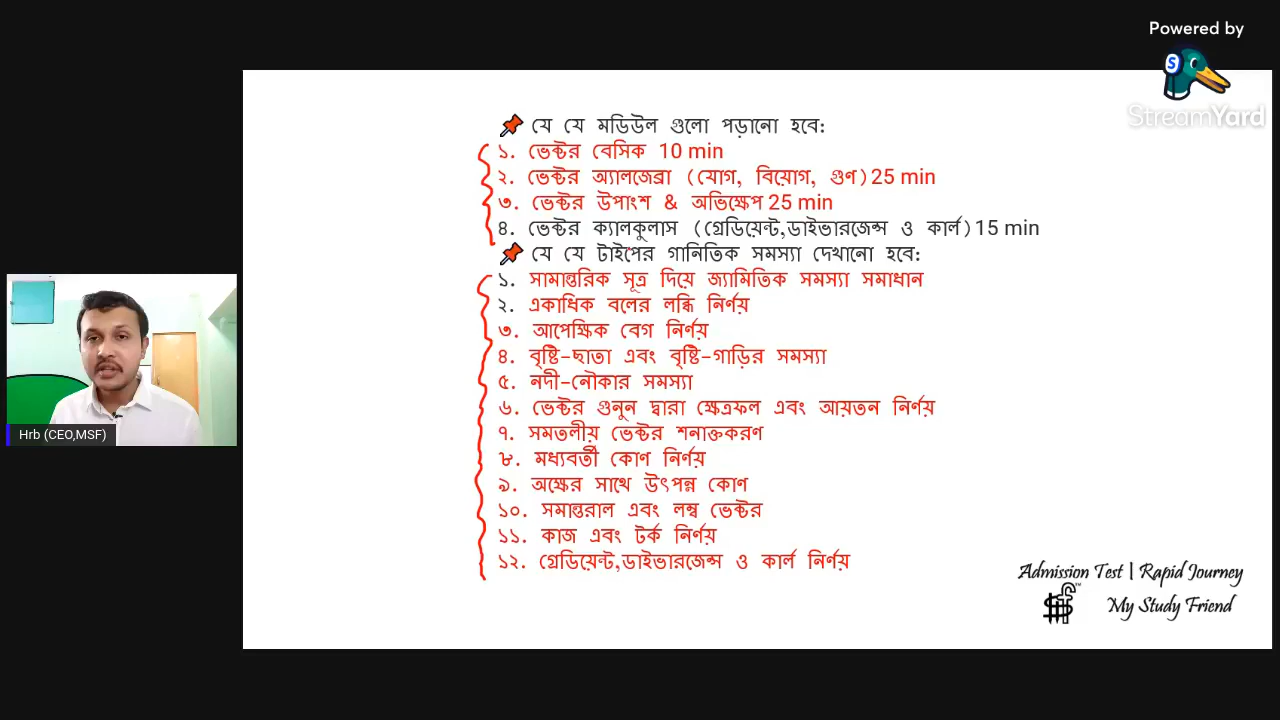 Powered by
StreamYard
📌 যে যে মডিউল গুলো পড়ানো হবে:
১. ভেক্টর বেসিক 10 min
২. ভেক্টর অ্যালজেব্রা (যোগ, বিয়োগ, গুণ) 25 min
৩. ভেক্টর উপাংশ & অভিক্ষেপ 25 min
৪. ভেক্টর ক্যালকুলাস (গ্রেডিয়েন্ট,ডাইভারজেন্স ও কার্ল) 15 min
📌 যে যে টাইপের গানিতিক সমস্যা দেখানো হবে:
১. সামান্তরিক সূত্র দিয়ে জ্যামিতিক সমস্যা সমাধান
২. একাধিক বলের লব্ধি নির্ণয়
৩. আপেক্ষিক বেগ নির্ণয়
৪. বৃষ্টি-ছাতা এবং বৃষ্টি-গাড়ির সমস্যা
৫. নদী-নৌকার সমস্যা
৬. ভেক্টর গুনুন দ্বারা ক্ষেত্রফল এবং আয়তন নির্ণয়
৭. সমতলীয় ভেক্টর শনাক্তকরণ
৮. মধ্যবর্তী কোণ নির্ণয়
৯. অক্ষের সাথে উৎপন্ন কোণ
১০. সমান্তরাল এবং লম্ব ভেক্টর
১১. কাজ এবং টর্ক নির্ণয়
১২. গ্রেডিয়েন্ট,ডাইভারজেন্স ও কার্ল নির্ণয়
Hrb (CEO,MSF)
Admission Test | Rapid Journey
My Study Friend